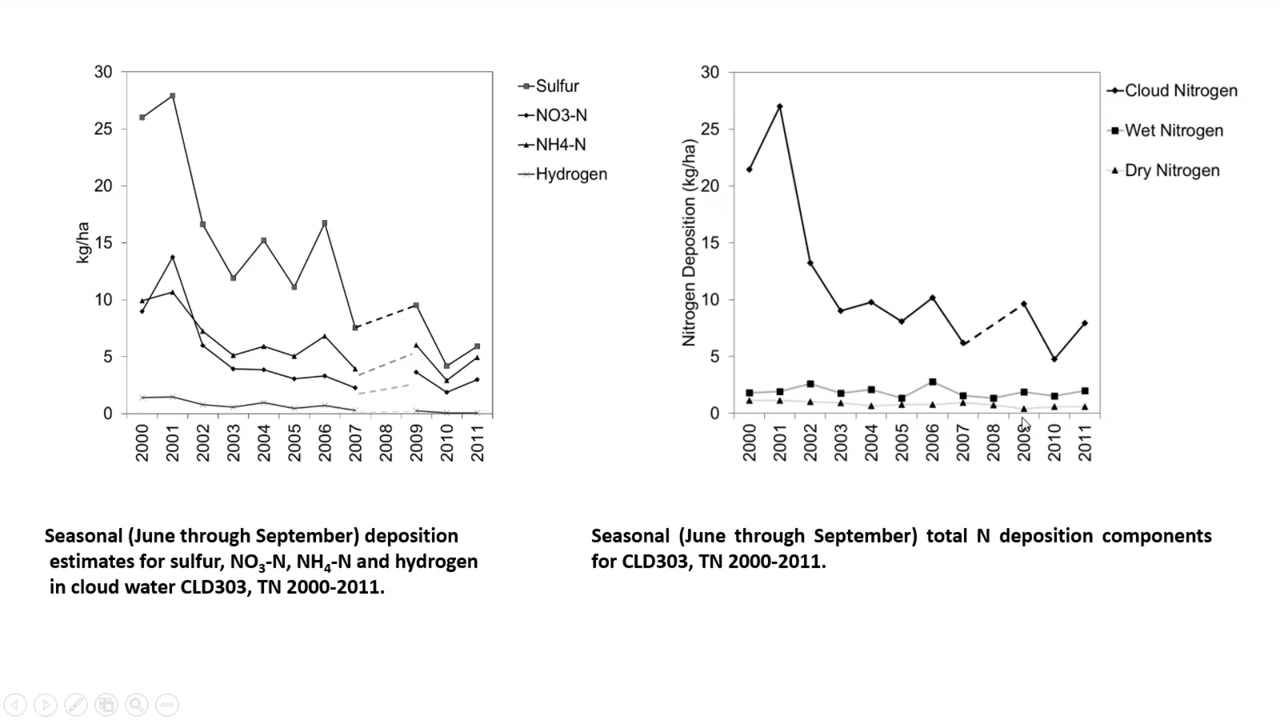 30
25
20
15
10
5
0
kg/ha
2000
2001
2002
2003
2004
2005
2006
2007
2008
2009
2010
2011
Sulfur
NO3-N
NH4-N
Hydrogen
Seasonal (June through September) deposition
estimates for sulfur, NO₃-N, NH₄-N and hydrogen
in cloud water CLD303, TN 2000-2011.
30
25
20
15
10
5
0
Nitrogen Deposition (kg/ha)
2000
2001
2002
2003
2004
2005
2006
2007
2008
2009
2010
2011
Cloud Nitrogen
Wet Nitrogen
Dry Nitrogen
Seasonal (June through September) total N deposition components
for CLD303, TN 2000-2011.